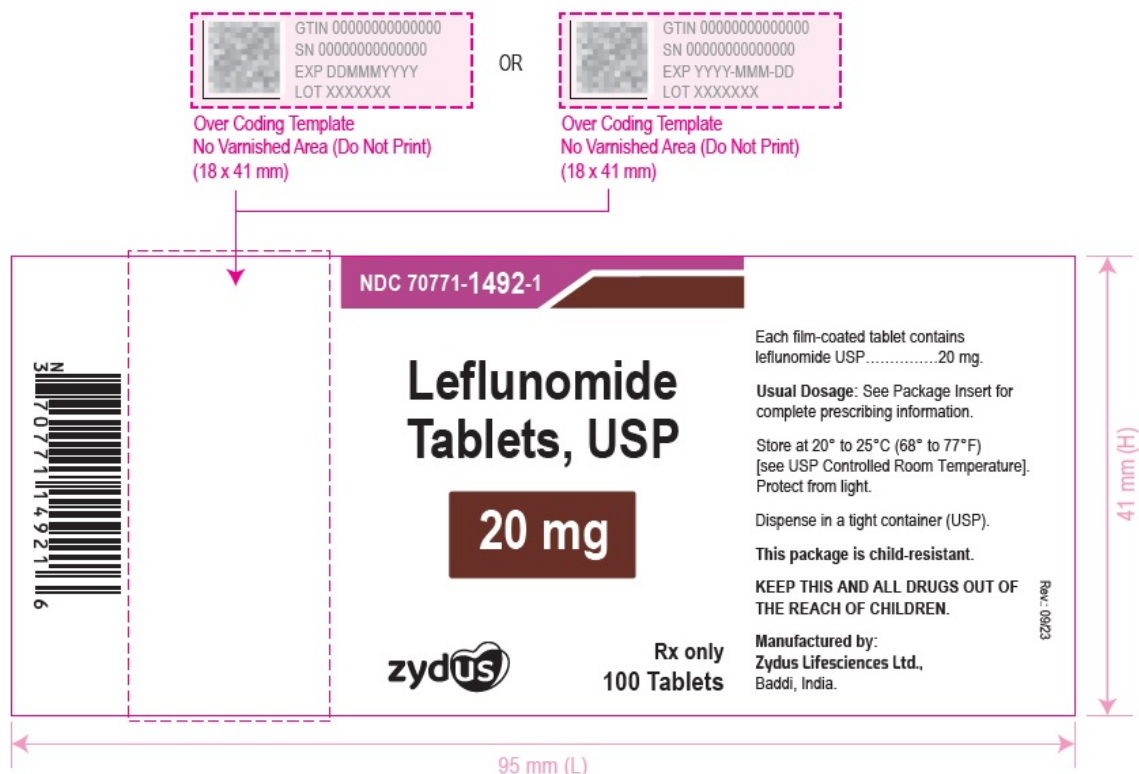 GTIN 00000000000000
SN 00000000000000
EXP DDMMMYYYY
LOT XXXXXXX
OR
GTIN 00000000000000
SN 00000000000000
EXP YYYY-MMM-DD
LOT XXXXXXX
Over Coding Template
No Varnished Area (Do Not Print)
(18 x 41 mm)
Over Coding Template
No Varnished Area (Do Not Print)
(18 x 41 mm)
N
3 70771 14921 6
NDC 70771-1492-1
Leflunomide
Tablets, USP
20 mg
zydus
Rx only
100 Tablets
Each film-coated tablet contains
leflunomide USP...............20 mg.
Usual Dosage: See Package Insert for
complete prescribing information.
Store at 20° to 25°C (68° to 77°F)
[see USP Controlled Room Temperature].
Protect from light.
Dispense in a tight container (USP).
This package is child-resistant.
KEEP THIS AND ALL DRUGS OUT OF
THE REACH OF CHILDREN.
Manufactured by:
Zydus Lifesciences Ltd.,
Baddi, India.
Rev.: 09/23
41 mm (H)
95 mm (L)